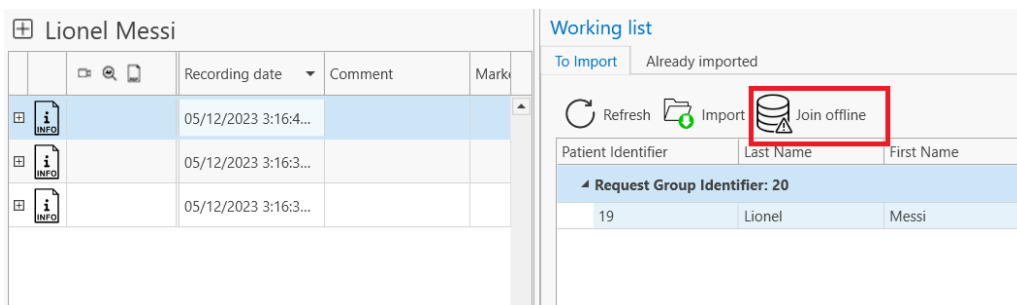 Lionel Messi
Recording date Comment Marke
INFO 05/12/2023 3:16:4...
INFO 05/12/2023 3:16:3...
INFO 05/12/2023 3:16:3...
Working list
To Import Already imported
Refresh Import Join offline
Patient Identifier Last Name First Name
Request Group Identifier: 20
19 Lionel Messi